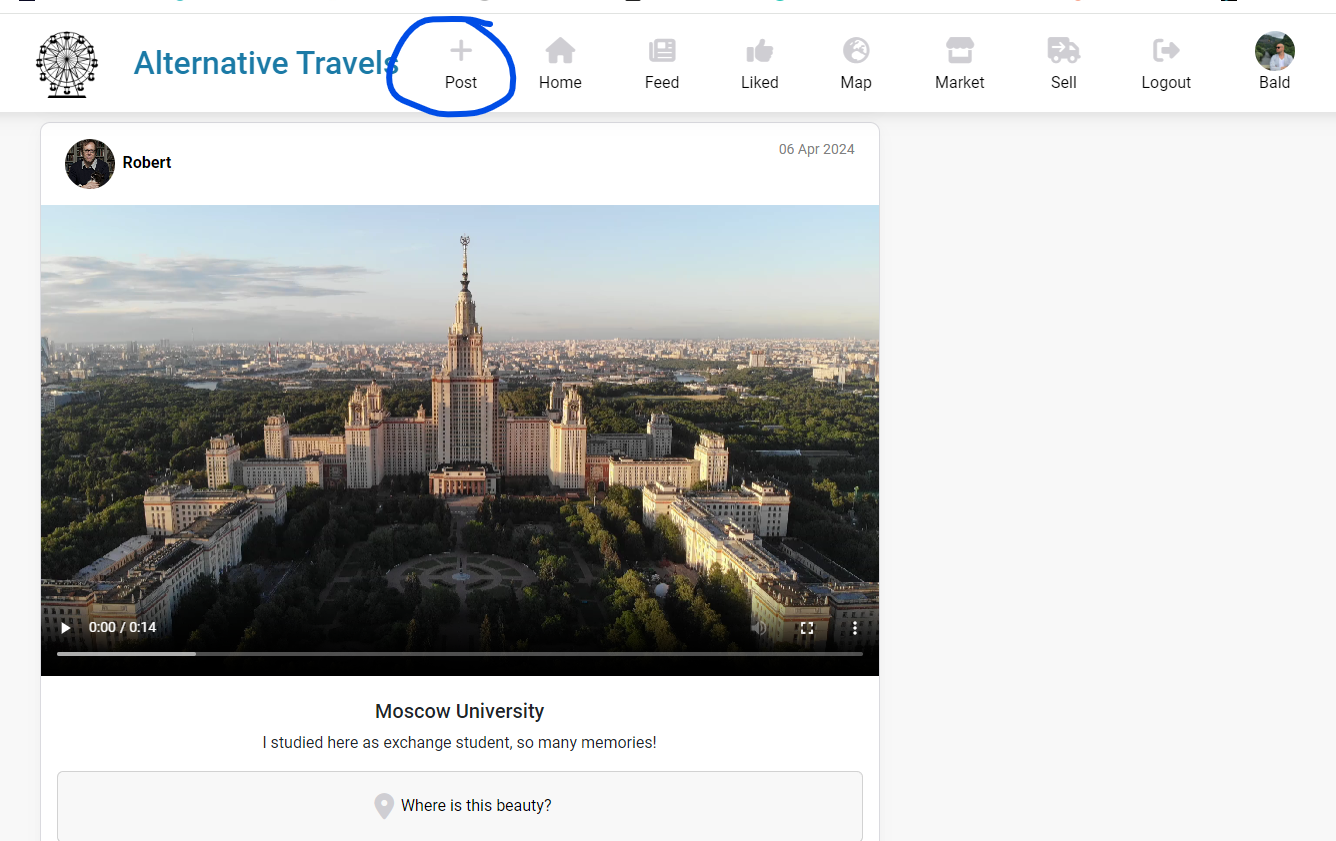 Alternative Travels
Post Home Feed Liked Map Market Sell Logout Bald
Robert
06 Apr 2024
0:00 / 0:14
Moscow University
I studied here as exchange student, so many memories!
Where is this beauty?